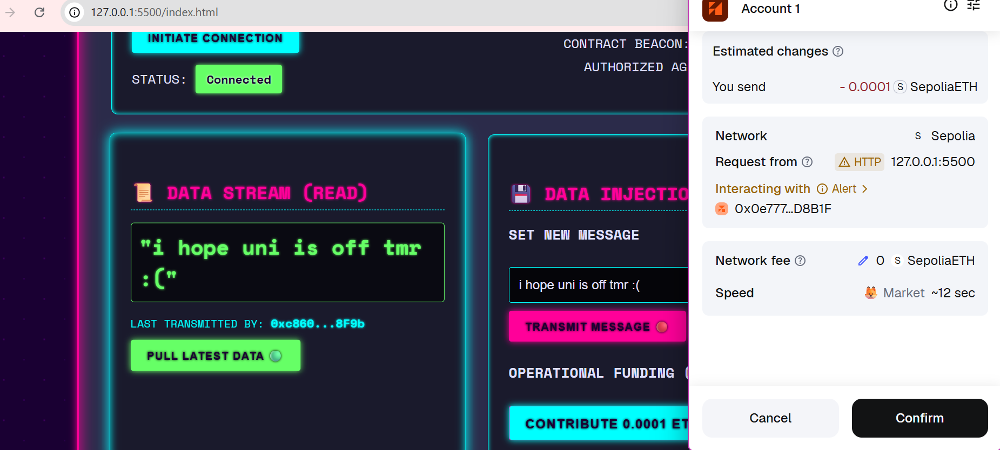 127.0.0.1:5500/index.html
INITIATE CONNECTION
STATUS: Connected
CONTRACT BEACON:
AUTHORIZED AG
DATA STREAM (READ)
"i hope uni is off tmr
:("
LAST TRANSMITTED BY: 0xc860...8F9b
PULL LATEST DATA
DATA INJECTIO
SET NEW MESSAGE
i hope uni is off tmr :(
TRANSMIT MESSAGE
OPERATIONAL FUNDING (
CONTRIBUTE 0.0001 ET
Account 1
Estimated changes
You send - 0.0001 S SepoliaETH
Network S Sepolia
Request from HTTP 127.0.0.1:5500
Interacting with Alert
0x0e777...D8B1F
Network fee 0 S SepoliaETH
Speed Market ~12 sec
Cancel Confirm